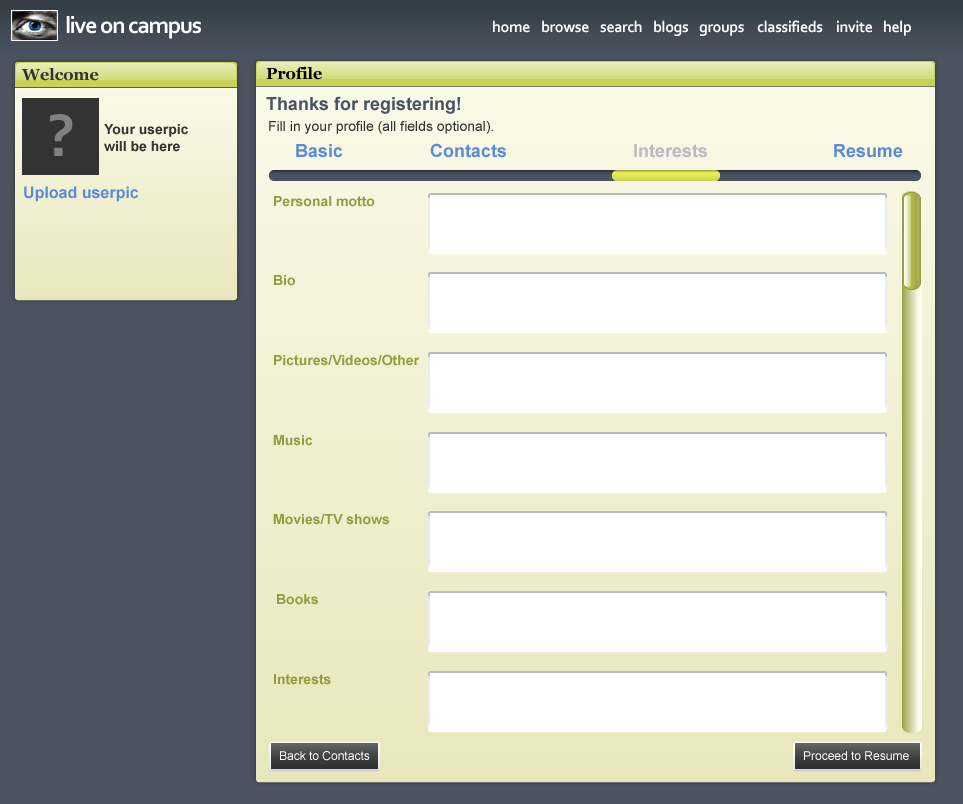 live on campus
home browse search blogs groups classifieds invite help
Welcome
?
Your userpic
will be here
Upload userpic
Profile
Thanks for registering!
Fill in your profile (all fields optional).
Basic Contacts Interests Resume
Personal motto
Bio
Pictures/Videos/Other
Music
Movies/TV shows
Books
Interests
Back to Contacts Proceed to Resume